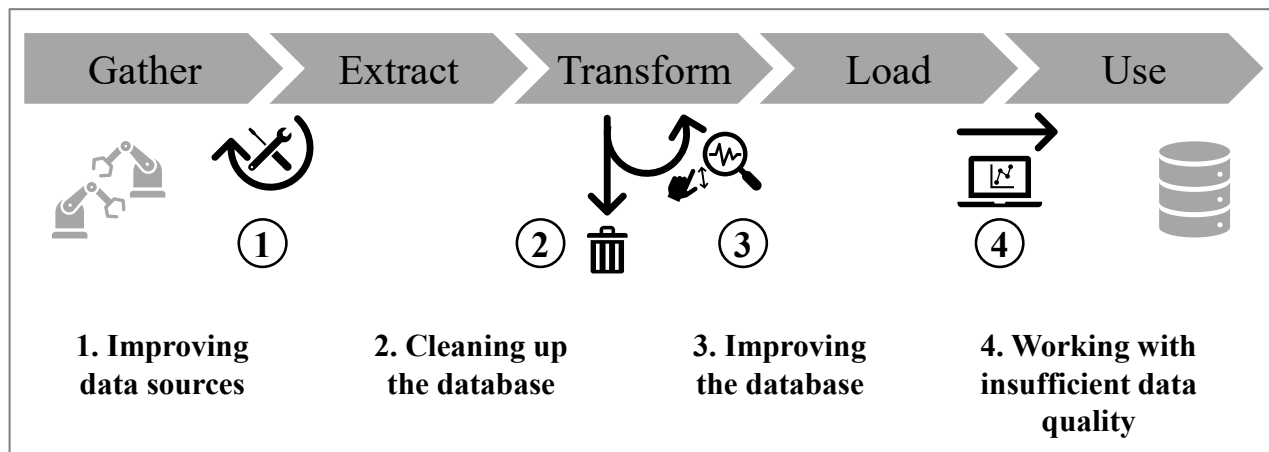 Gather Extract Transform Load Use
1 2 3 4
1. Improving
data sources
2. Cleaning up
the database
3. Improving
the database
4. Working with
insufficient data
quality